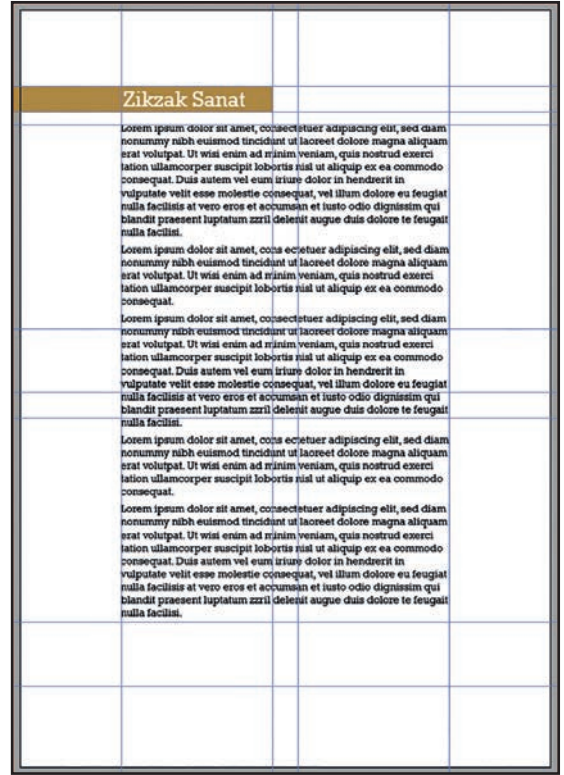 Zikzak Sanat
Lorem ipsum dolor sit amet, consectetuer adipiscing elit, sed diam
nonummy nibh euismod tincidunt ut laoreet dolore magna aliquam
erat volutpat. Ut wisi enim ad minim veniam, quis nostrud exerci
tation ullamcorper suscipit lobortis nisl ut aliquip ex ea commodo
consequat. Duis autem vel eum iriure dolor in hendrerit in
vulputate velit esse molestie consequat, vel illum dolore eu feugiat
nulla facilisis at vero eros et accumsan et iusto odio dignissim qui
blandit praesent luptatum zzril delenit augue duis dolore te feugait
nulla facilisi.
Lorem ipsum dolor sit amet, cons ectetuer adipiscing elit, sed diam
nonummy nibh euismod tincidunt ut laoreet dolore magna aliquam
erat volutpat. Ut wisi enim ad minim veniam, quis nostrud exerci
tation ullamcorper suscipit lobortis nisl ut aliquip ex ea commodo
consequat.
Lorem ipsum dolor sit amet, consectetuer adipiscing elit, sed diam
nonummy nibh euismod tincidunt ut laoreet dolore magna aliquam
erat volutpat. Ut wisi enim ad minim veniam, quis nostrud exerci
tation ullamcorper suscipit lobortis nisl ut aliquip ex ea commodo
consequat. Duis autem vel eum iriure dolor in hendrerit in
vulputate velit esse molestie consequat, vel illum dolore eu feugiat
nulla facilisis at vero eros et accumsan et iusto odio dignissim qui
blandit praesent luptatum zzril delenit augue duis dolore te feugait
nulla facilisi.
Lorem ipsum dolor sit amet, cons ectetuer adipiscing elit, sed diam
nonummy nibh euismod tincidunt ut laoreet dolore magna aliquam
erat volutpat. Ut wisi enim ad minim veniam, quis nostrud exerci
tation ullamcorper suscipit lobortis nisl ut aliquip ex ea commodo
consequat.
Lorem ipsum dolor sit amet, consectetuer adipiscing elit, sed diam
nonummy nibh euismod tincidunt ut laoreet dolore magna aliquam
erat volutpat. Ut wisi enim ad minim veniam, quis nostrud exerci
tation ullamcorper suscipit lobortis nisl ut aliquip ex ea commodo
consequat. Duis autem vel eum iriure dolor in hendrerit in
vulputate velit esse molestie consequat, vel illum dolore eu feugiat
nulla facilisis at vero eros et accumsan et iusto odio dignissim qui
blandit praesent luptatum zzril delenit augue duis dolore te feugait
nulla facilisi.